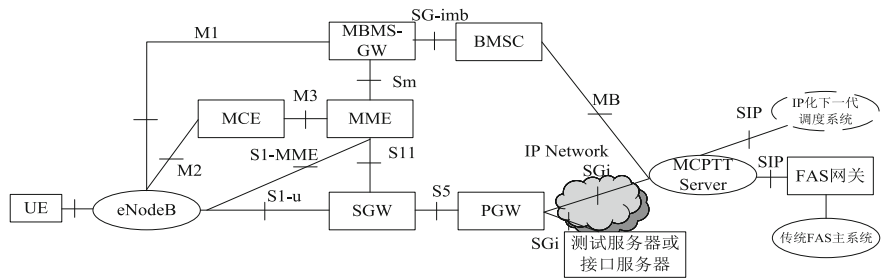 SG-imb
M1
MBMS-
GW
BMSC
Sm
MB
M3
MCE
MME
SIP
IP化下一代
调度系统
M2
S1-MME
S11
IP Network
SGi
MCPTT
Server
SIP
FAS网关
UE
eNodeB
S1-u
SGW
S5
PGW
SGi
测试服务器或
接口服务器
传统FAS主系统